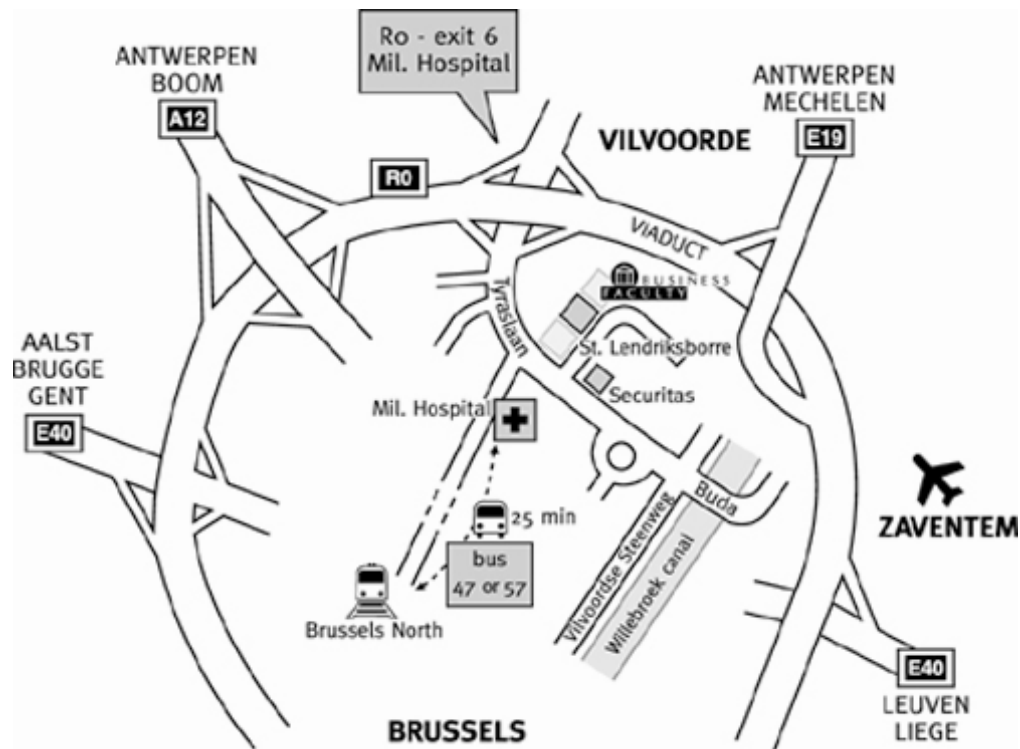 Ro - exit 6
Mil. Hospital
ANTWERPEN
BOOM
A12
ANTWERPEN
MECHELEN
E19
VILVOORDE
R0
VIADUCT
BUSINESS
FACULTY
Tyraslaan
St. Lendriksborre
Securitas
AALST
BRUGGE
GENT
E40
Mil. Hospital
25 min
bus
47 or 57
Brussels North
Buda
Vilvoordse Steenweg
Willebroek canal
ZAVENTEM
E40
LEUVEN
LIEGE
BRUSSELS